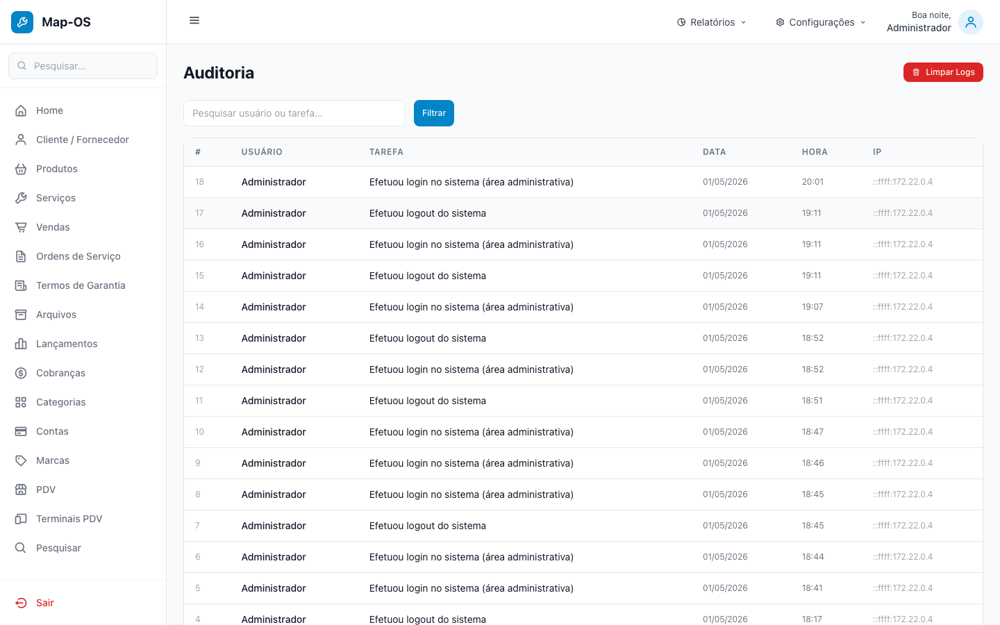 Map-OS
Relatórios
Configurações
Boa noite,
Administrador
Pesquisar...
Home
Cliente / Fornecedor
Produtos
Serviços
Vendas
Ordens de Serviço
Termos de Garantia
Arquivos
Lançamentos
Cobranças
Categorias
Contas
Marcas
PDV
Terminais PDV
Pesquisar
Sair
Auditoria
Limpar Logs
Pesquisar usuário ou tarefa...
Filtrar
# USUÁRIO TAREFA DATA HORA IP
18 Administrador Efetuou login no sistema (área administrativa) 01/05/2026 20:01 ::ffff:172.22.0.4
17 Administrador Efetuou logout do sistema 01/05/2026 19:11 ::ffff:172.22.0.4
16 Administrador Efetuou login no sistema (área administrativa) 01/05/2026 19:11 ::ffff:172.22.0.4
15 Administrador Efetuou logout do sistema 01/05/2026 19:11 ::ffff:172.22.0.4
14 Administrador Efetuou login no sistema (área administrativa) 01/05/2026 19:07 ::ffff:172.22.0.4
13 Administrador Efetuou logout do sistema 01/05/2026 18:52 ::ffff:172.22.0.4
12 Administrador Efetuou login no sistema (área administrativa) 01/05/2026 18:52 ::ffff:172.22.0.4
11 Administrador Efetuou logout do sistema 01/05/2026 18:51 ::ffff:172.22.0.4
10 Administrador Efetuou login no sistema (área administrativa) 01/05/2026 18:47 ::ffff:172.22.0.4
9 Administrador Efetuou login no sistema (área administrativa) 01/05/2026 18:46 ::ffff:172.22.0.4
8 Administrador Efetuou login no sistema (área administrativa) 01/05/2026 18:45 ::ffff:172.22.0.4
7 Administrador Efetuou logout do sistema 01/05/2026 18:45 ::ffff:172.22.0.4
6 Administrador Efetuou login no sistema (área administrativa) 01/05/2026 18:44 ::ffff:172.22.0.4
5 Administrador Efetuou login no sistema (área administrativa) 01/05/2026 18:41 ::ffff:172.22.0.4
4 Administrador Efetuou logout do sistema 01/05/2026 18:17 ::ffff:172.22.0.4